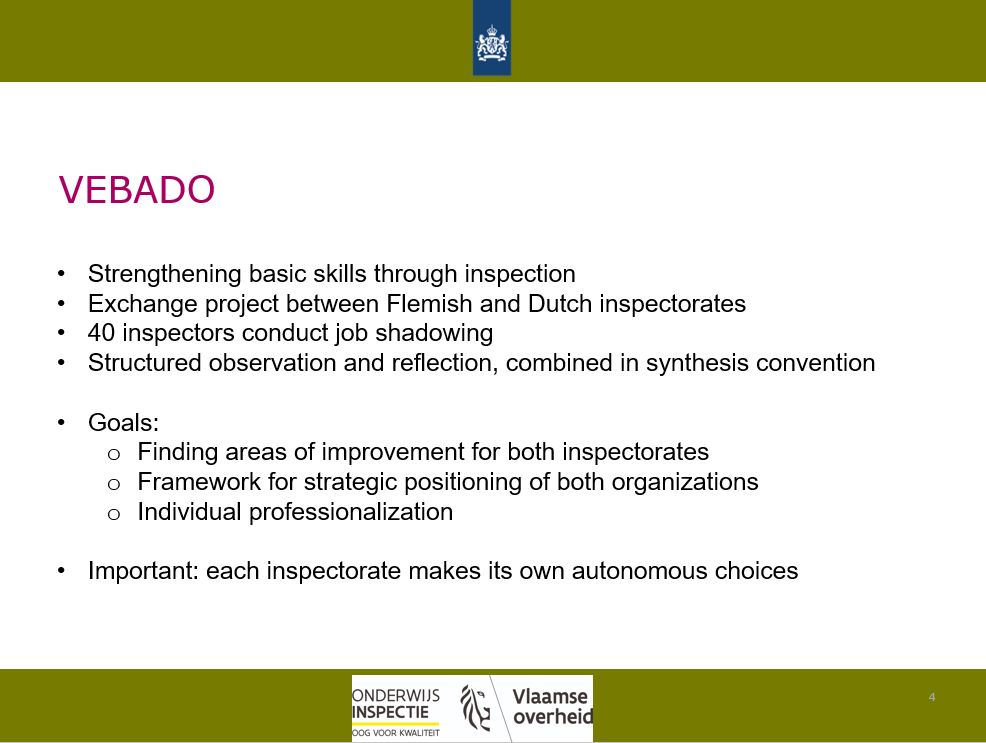 VEBADO
• Strengthening basic skills through inspection
• Exchange project between Flemish and Dutch inspectorates
• 40 inspectors conduct job shadowing
• Structured observation and reflection, combined in synthesis convention
• Goals:
o Finding areas of improvement for both inspectorates
o Framework for strategic positioning of both organizations
o Individual professionalization
• Important: each inspectorate makes its own autonomous choices
ONDERWIJS
INSPECTIE
OOG VOOR KWALITEIT
Vlaamse
overheid
4